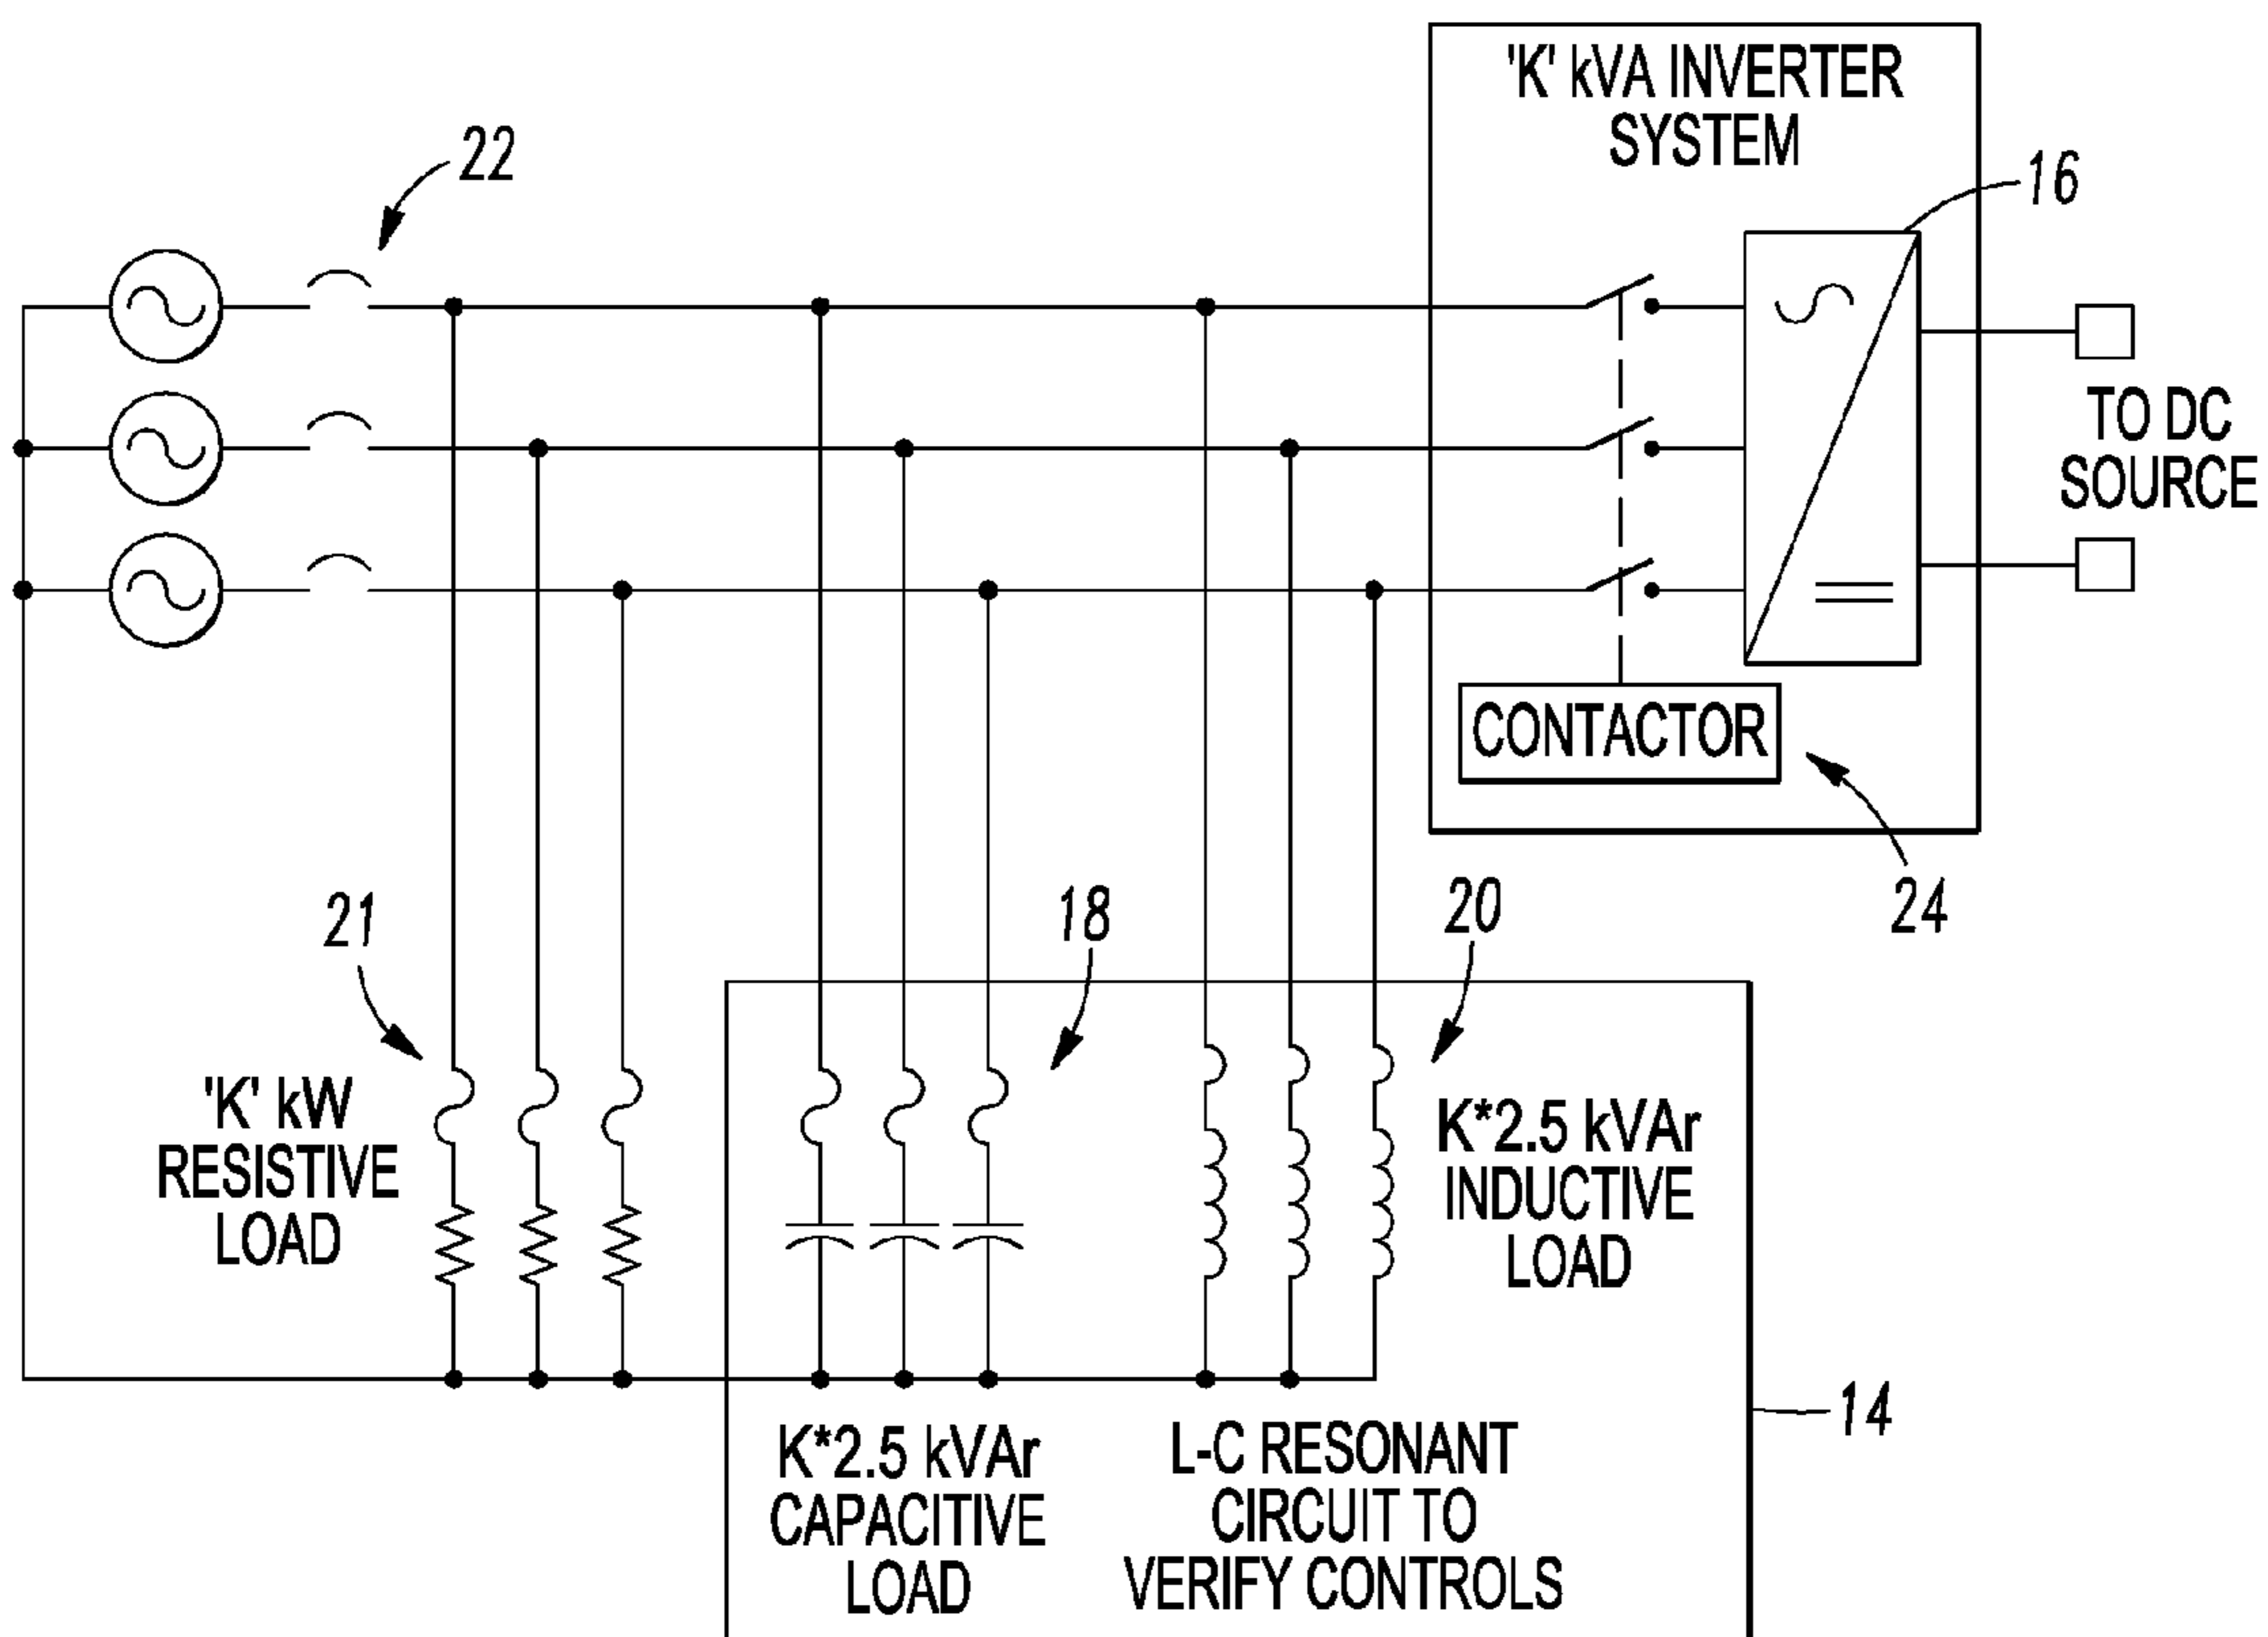 'K' kVA INVERTER
SYSTEM
22
16
TO DC
SOURCE
CONTACTOR
24
21
18
20
'K' kW
RESISTIVE
LOAD
K*2.5 kVAr
INDUCTIVE
LOAD
14
K*2.5 kVAr
CAPACITIVE
LOAD
L-C RESONANT
CIRCUIT TO
VERIFY CONTROLS